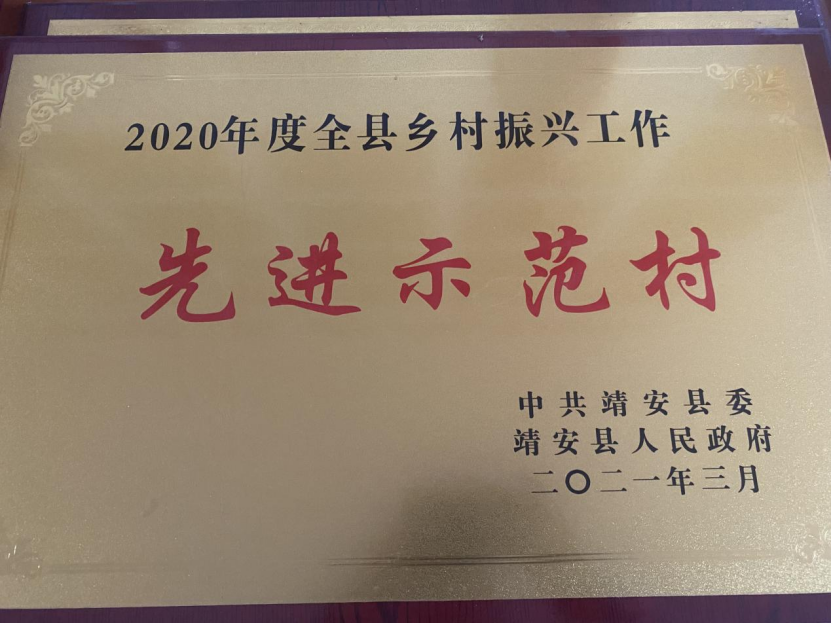 2020年度全县乡村振兴工作
先进示范村
中共靖安县委
靖安县人民政府
二〇二一年三月